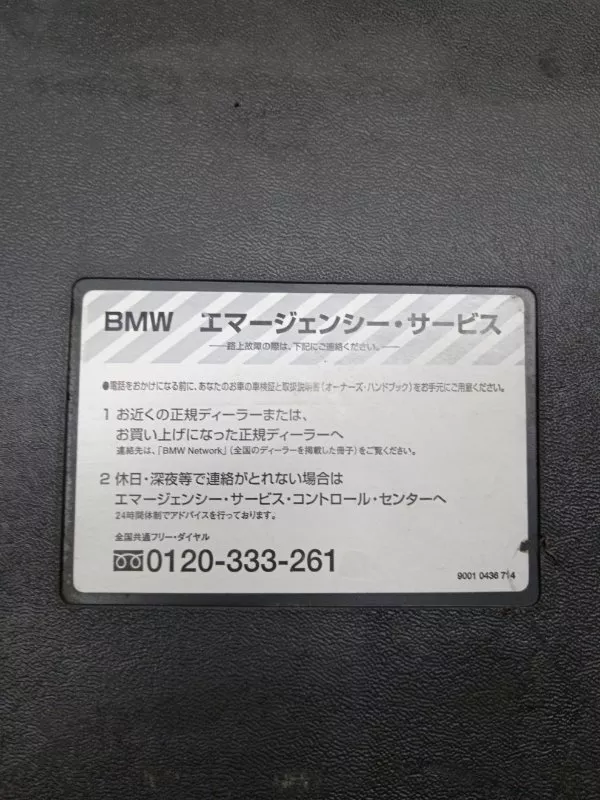 BMW エマージェンシー・サービス
——路上故障の際は、下記にご連絡ください。——
●電話をおかけになる前に、あなたのお車の車検証と取扱説明書（オーナーズ・ハンドブック）をお手元にご用意ください。
1 お近くの正規ディーラーまたは、
お買い上げになった正規ディーラーへ
連絡先は、「BMW Network」（全国のディーラーを掲載した冊子）をご覧ください。
2 休日・深夜等で連絡がとれない場合は
エマージェンシー・サービス・コントロール・センターへ
24時間体制でアドバイスを行っております。
全国共通フリー・ダイヤル
0120-333-261
9001 0436 714